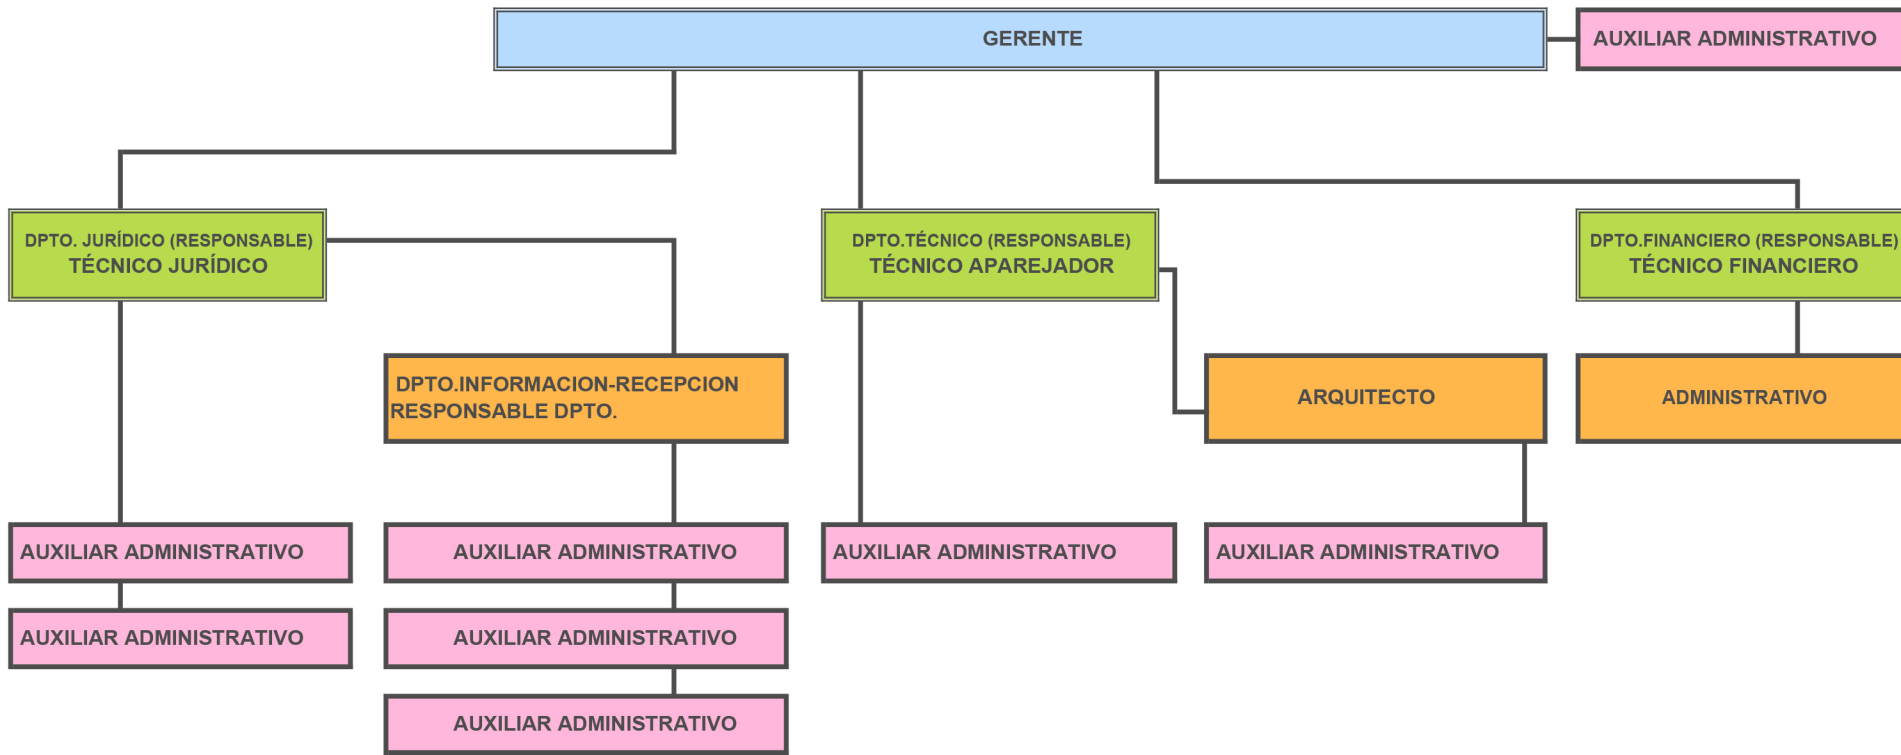 GERENTE
AUXILIAR ADMINISTRATIVO
DPTO. JURÍDICO (RESPONSABLE)
TÉCNICO JURÍDICO
DPTO.TÉCNICO (RESPONSABLE)
TÉCNICO APAREJADOR
DPTO.FINANCIERO (RESPONSABLE)
TÉCNICO FINANCIERO
DPTO.INFORMACION-RECEPCION
RESPONSABLE DPTO.
ARQUITECTO
ADMINISTRATIVO
AUXILIAR ADMINISTRATIVO
AUXILIAR ADMINISTRATIVO
AUXILIAR ADMINISTRATIVO
AUXILIAR ADMINISTRATIVO
AUXILIAR ADMINISTRATIVO
AUXILIAR ADMINISTRATIVO
AUXILIAR ADMINISTRATIVO